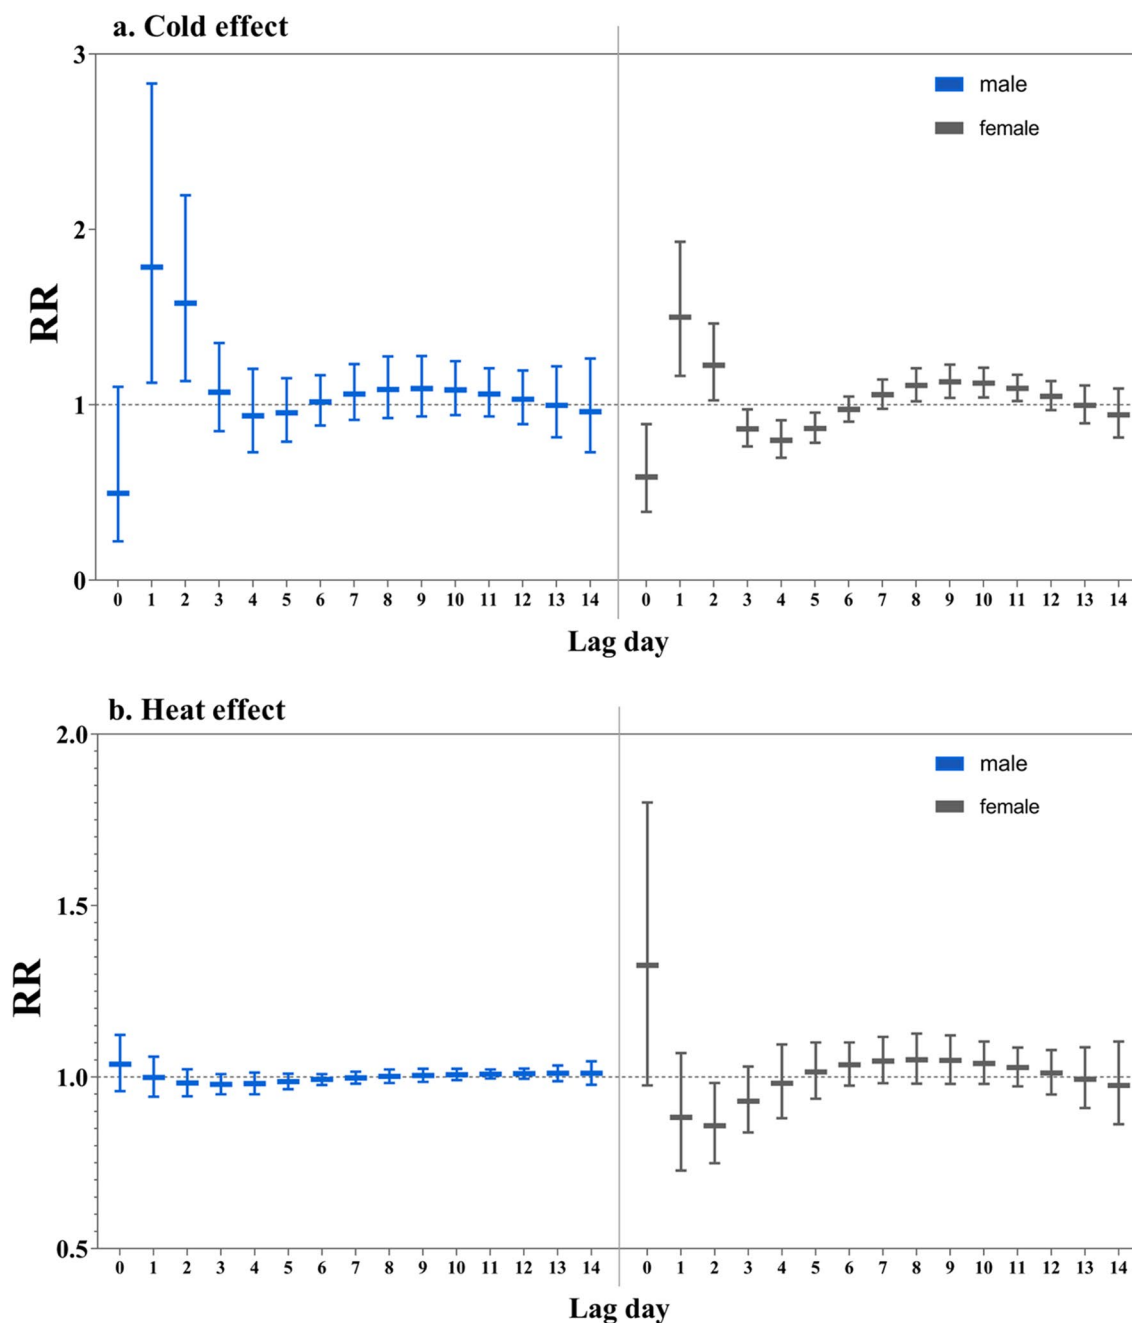 a. Cold effect
3
2
1
0
RR
male
female
0 1 2 3 4 5 6 7 8 9 10 11 12 13 14 0 1 2 3 4 5 6 7 8 9 10 11 12 13 14
Lag day
b. Heat effect
2.0
1.5
1.0
0.5
RR
male
female
0 1 2 3 4 5 6 7 8 9 10 11 12 13 14 0 1 2 3 4 5 6 7 8 9 10 11 12 13 14
Lag day